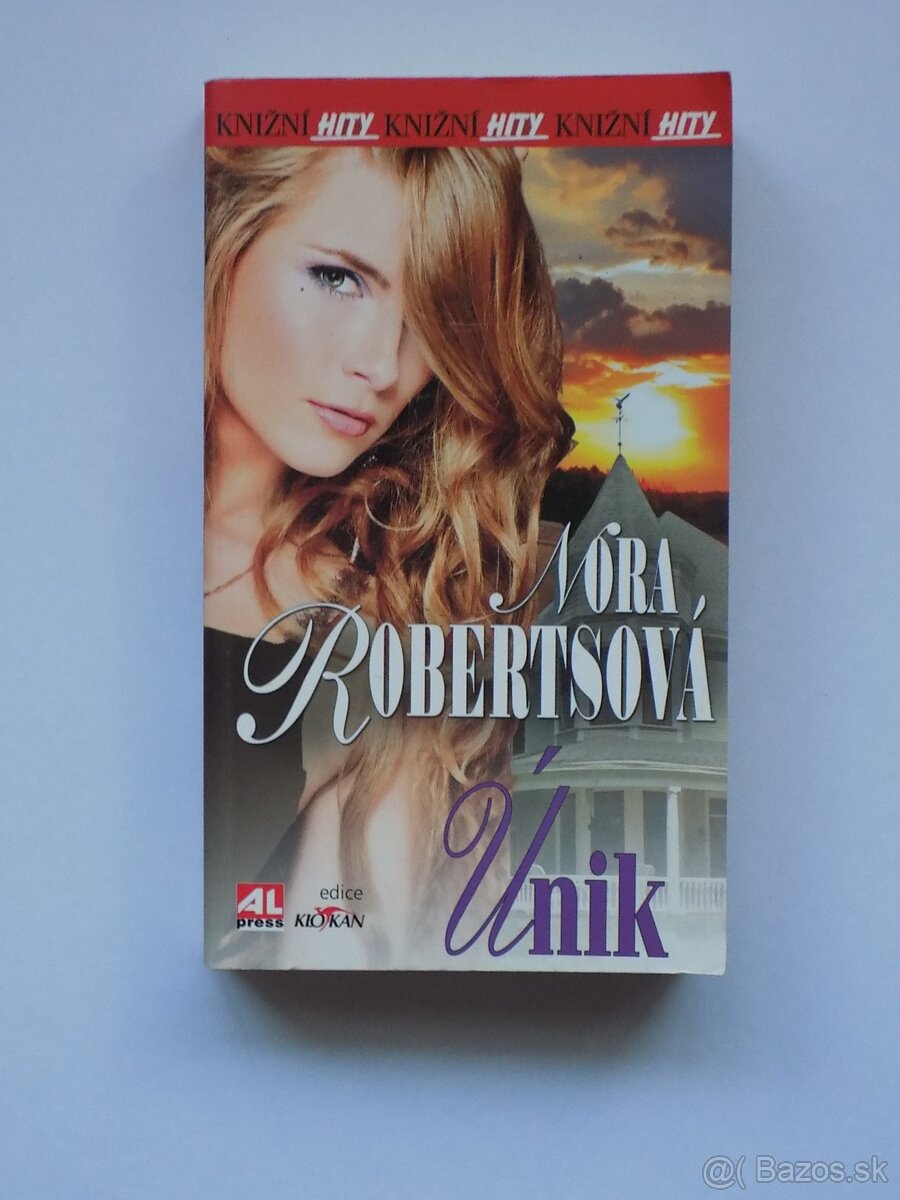 KNIŽNÍ HITY KNIŽNÍ HITY KNIŽNÍ HITY
NORA
ROBERTSOVÁ
Únik
AL
press
edice
KLOKAN
@( Bazos.sk